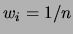 w_i = 1/n